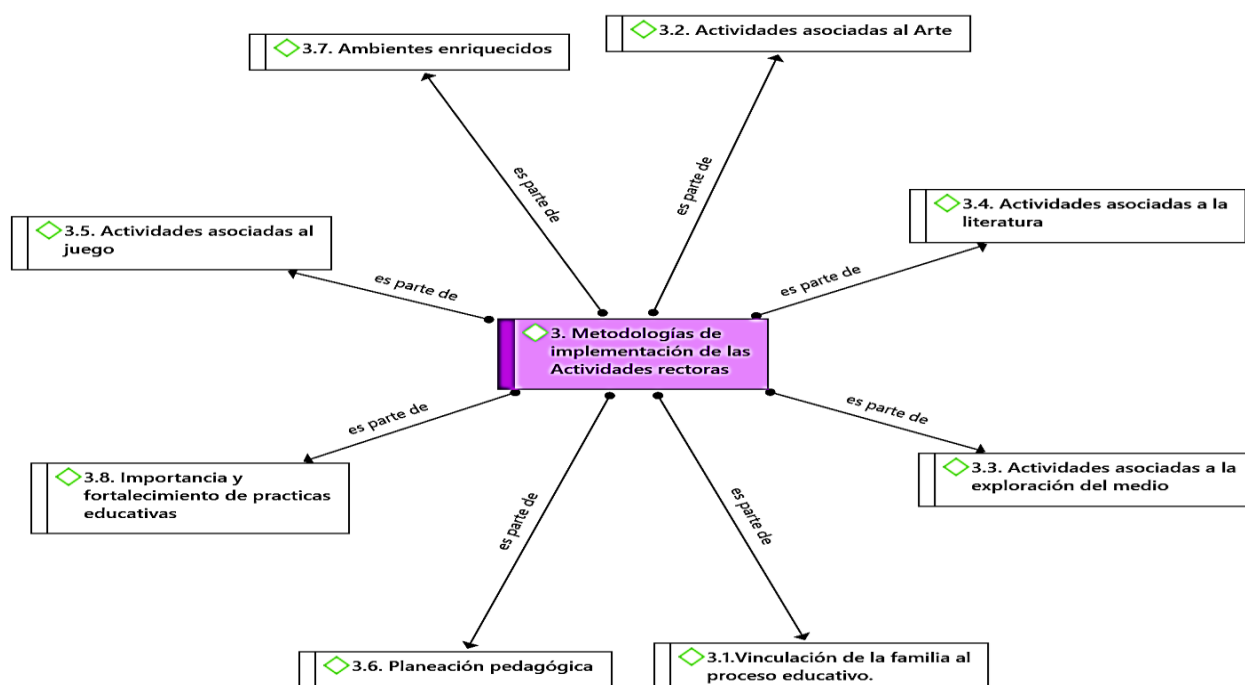 3.7. Ambientes enriquecidos
3.2. Actividades asociadas al Arte
es parte de
es parte de
3.5. Actividades asociadas al
juego
3.4. Actividades asociadas a la
literatura
es parte de
es parte de
3. Metodologías de
implementación de las
Actividades rectoras
es parte de
es parte de
3.8. Importancia y
fortalecimiento de practicas
educativas
3.3. Actividades asociadas a la
exploración del medio
es parte de
es parte de
3.6. Planeación pedagógica
3.1.Vinculación de la familia al
proceso educativo.